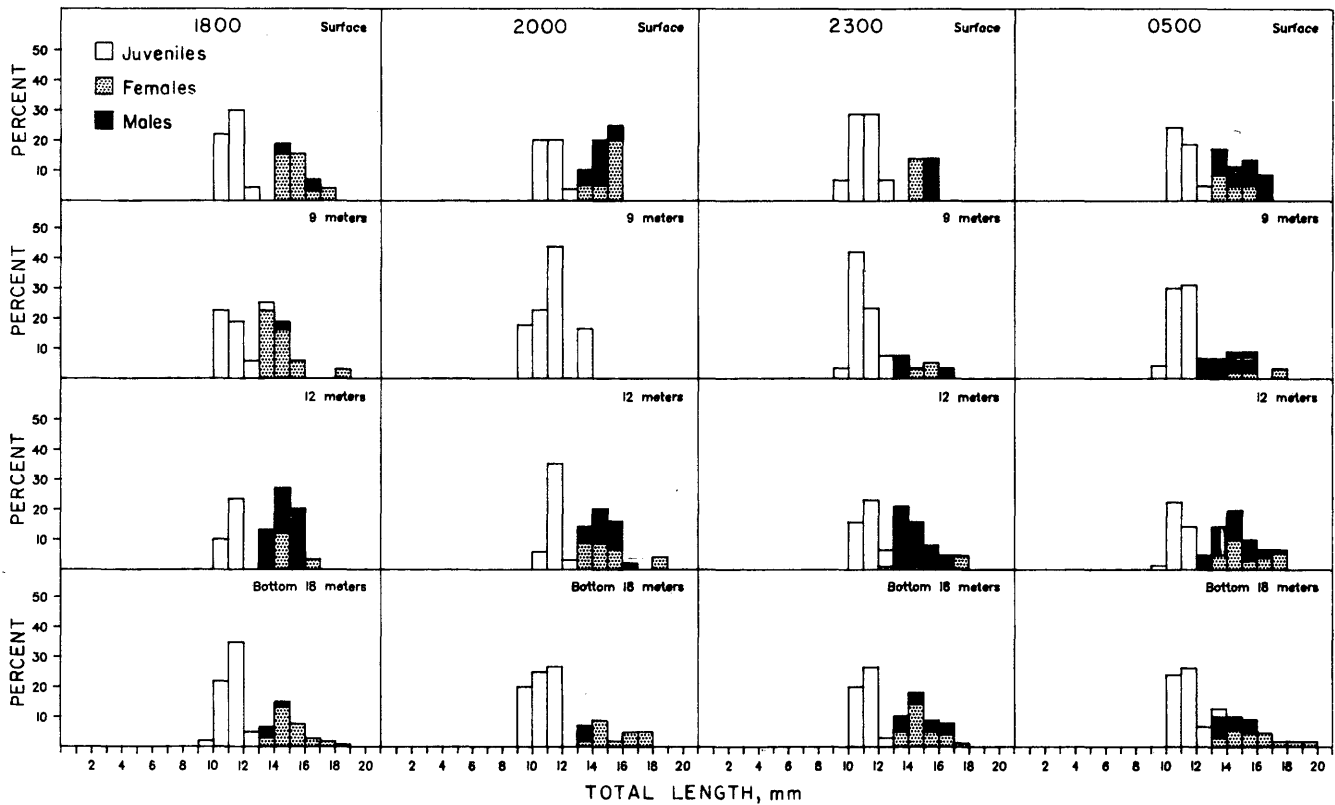 1800 Surface 2000 Surface 2300 Surface 0500 Surface
Juveniles
Females
Males
PERCENT
50
40
30
20
10
9 meters 9 meters 9 meters 9 meters
PERCENT
50
40
30
20
10
12 meters 12 meters 12 meters 12 meters
PERCENT
50
40
30
20
10
Bottom 18 meters Bottom 18 meters Bottom 18 meters Bottom 18 meters
PERCENT
50
40
30
20
10
2 4 6 8 10 12 14 16 18 20 2 4 6 8 10 12 14 16 18 20 2 4 6 8 10 12 14 16 18 20 2 4 6 8 10 12 14 16 18 20
TOTAL LENGTH, mm